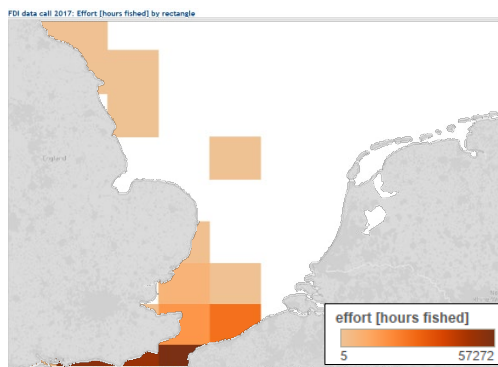 FDI data call 2017: Effort [hours fished] by rectangle
England
effort [hours fished]
5 57272